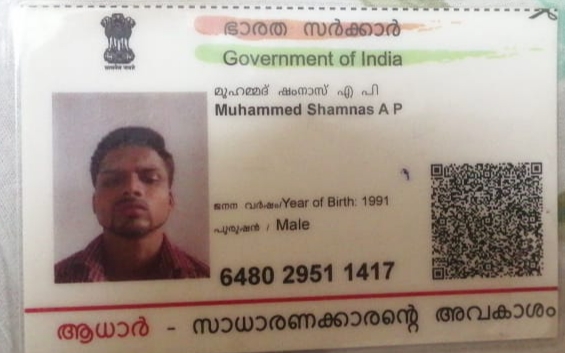 ഭാരത സർക്കാർ
Government of India
മുഹമ്മദ് ഷംനാസ് എ പി
Muhammed Shamnas A P
ജനന വർഷം/Year of Birth: 1991
പുരുഷൻ / Male
6480 2951 1417
ആധാർ - സാധാരണക്കാരന്റെ അവകാശം